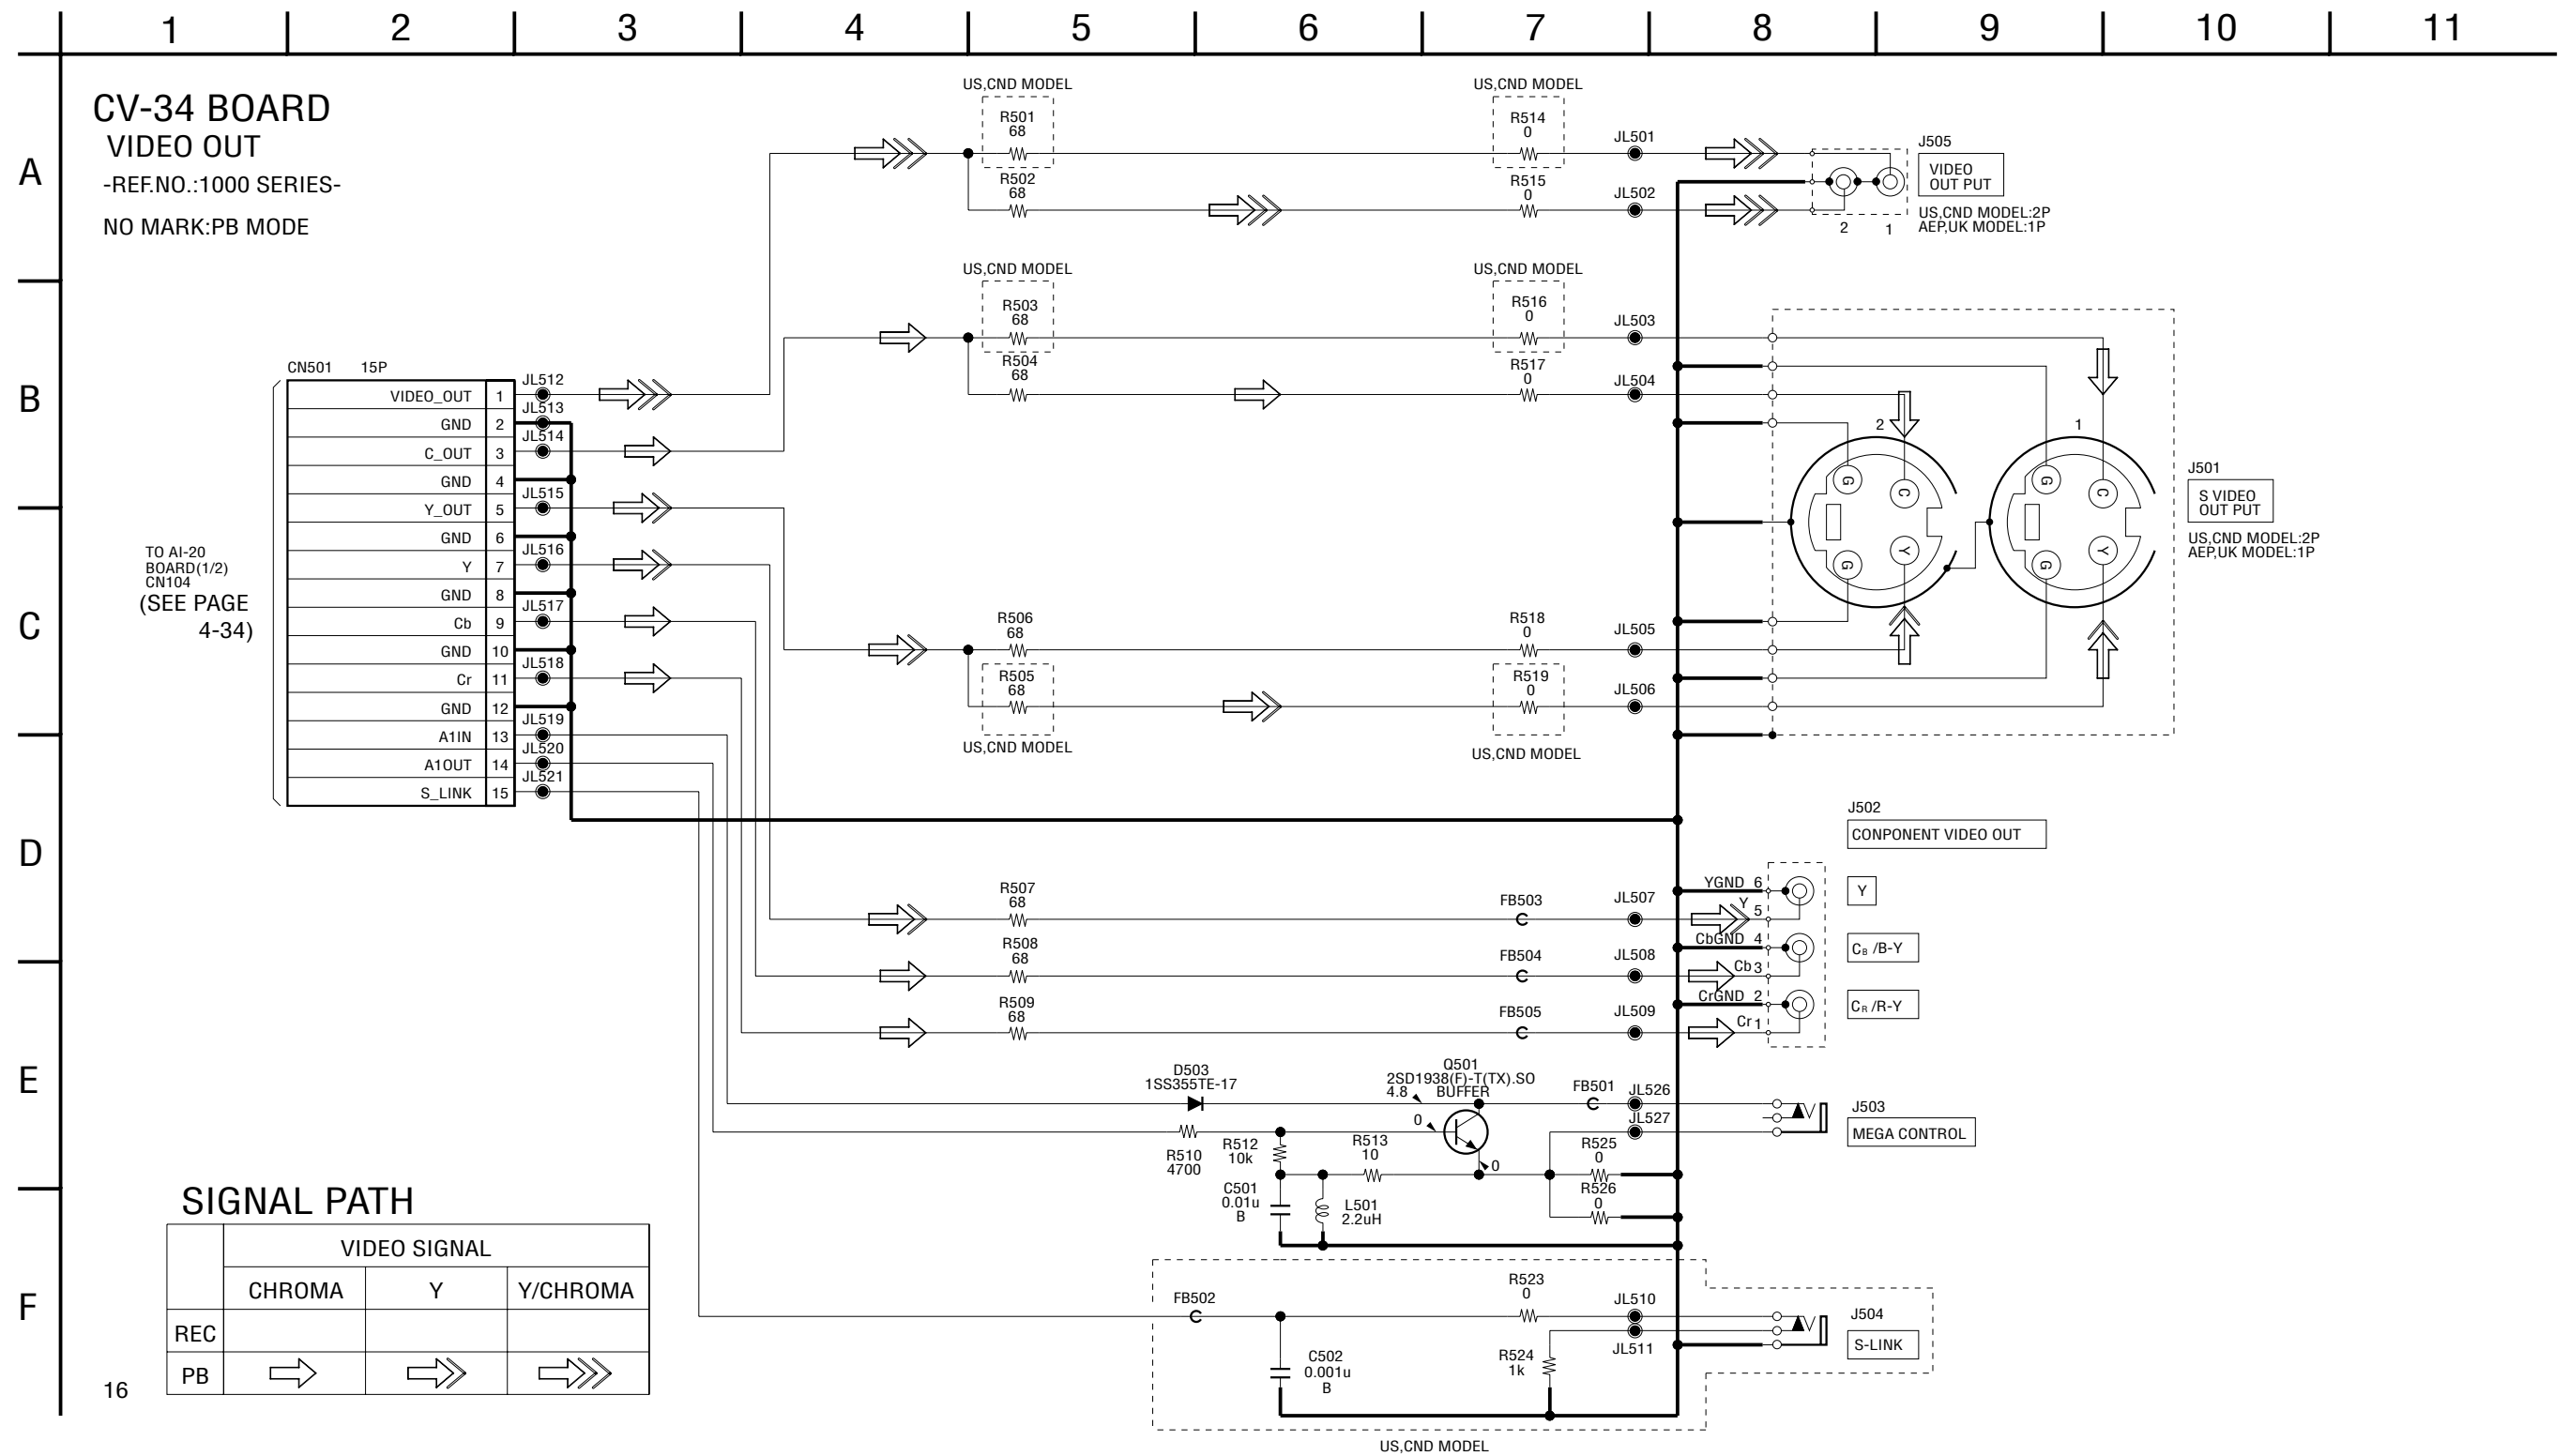 1 2 3 4 5 6 7 8 9 10 11
A
B
C
D
E
F
CV-34 BOARD
VIDEO OUT
-REF.NO.:1000 SERIES-
NO MARK:PB MODE
US,CND MODEL
R501
68
R502
68
US,CND MODEL
R514
0
R515
0
JL501
JL502
J505
VIDEO
OUT PUT
US,CND MODEL:2P
AEP,UK MODEL:1P
2 1
US,CND MODEL
R503
68
R504
68
US,CND MODEL
R516
0
R517
0
JL503
JL504
CN501 15P
VIDEO_OUT 1 JL512
GND 2 JL513
C_OUT 3 JL514
GND 4
Y_OUT 5 JL515
GND 6
Y 7 JL516
GND 8
Cb 9 JL517
GND 10
Cr 11 JL518
GND 12
A1IN 13 JL519
A1OUT 14 JL520
S_LINK 15 JL521
TO AI-20
BOARD(1/2)
CN104
(SEE PAGE
4-34)
2 1
G C G C
G Y G Y
J501
S VIDEO
OUT PUT
US,CND MODEL:2P
AEP,UK MODEL:1P
R506
68
R505
68
US,CND MODEL
R518
0
R519
0
US,CND MODEL
JL505
JL506
J502
CONPONENT VIDEO OUT
R507
68
FB503
JL507
YGND 6
Y
5
Y
R508
68
FB504
JL508
CbGND 4
Cb 3
CB /B-Y
R509
68
FB505
JL509
CrGND 2
Cr 1
CR /R-Y
D503
1SS355TE-17
Q501
2SD1938(F)-T(TX).SO
4.8 BUFFER
0
0
FB501
JL526
JL527
J503
MEGA CONTROL
R510
4700
R512
10k
R513
10
R525
0
R526
0
C501
0.01u
B
L501
2.2uH
FB502
R523
0
JL510
JL511
J504
S-LINK
C502
0.001u
B
R524
1k
US,CND MODEL
SIGNAL PATH
VIDEO SIGNAL
CHROMA Y Y/CHROMA
REC
PB
16